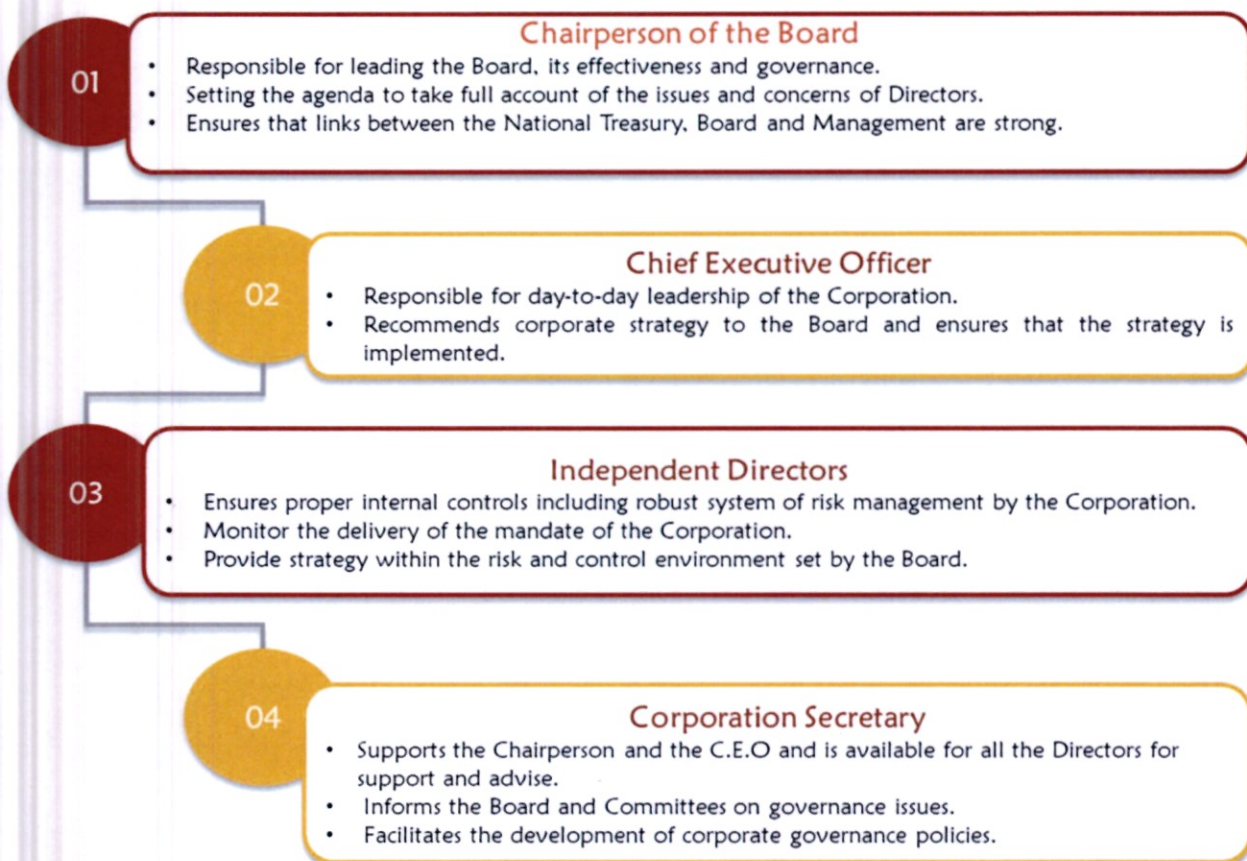 01
Chairperson of the Board
• Responsible for leading the Board, its effectiveness and governance.
• Setting the agenda to take full account of the issues and concerns of Directors.
• Ensures that links between the National Treasury, Board and Management are strong.
02
Chief Executive Officer
• Responsible for day-to-day leadership of the Corporation.
• Recommends corporate strategy to the Board and ensures that the strategy is
implemented.
03
Independent Directors
• Ensures proper internal controls including robust system of risk management by the Corporation.
• Monitor the delivery of the mandate of the Corporation.
• Provide strategy within the risk and control environment set by the Board.
04
Corporation Secretary
• Supports the Chairperson and the C.E.O and is available for all the Directors for
support and advise.
• Informs the Board and Committees on governance issues.
• Facilitates the development of corporate governance policies.